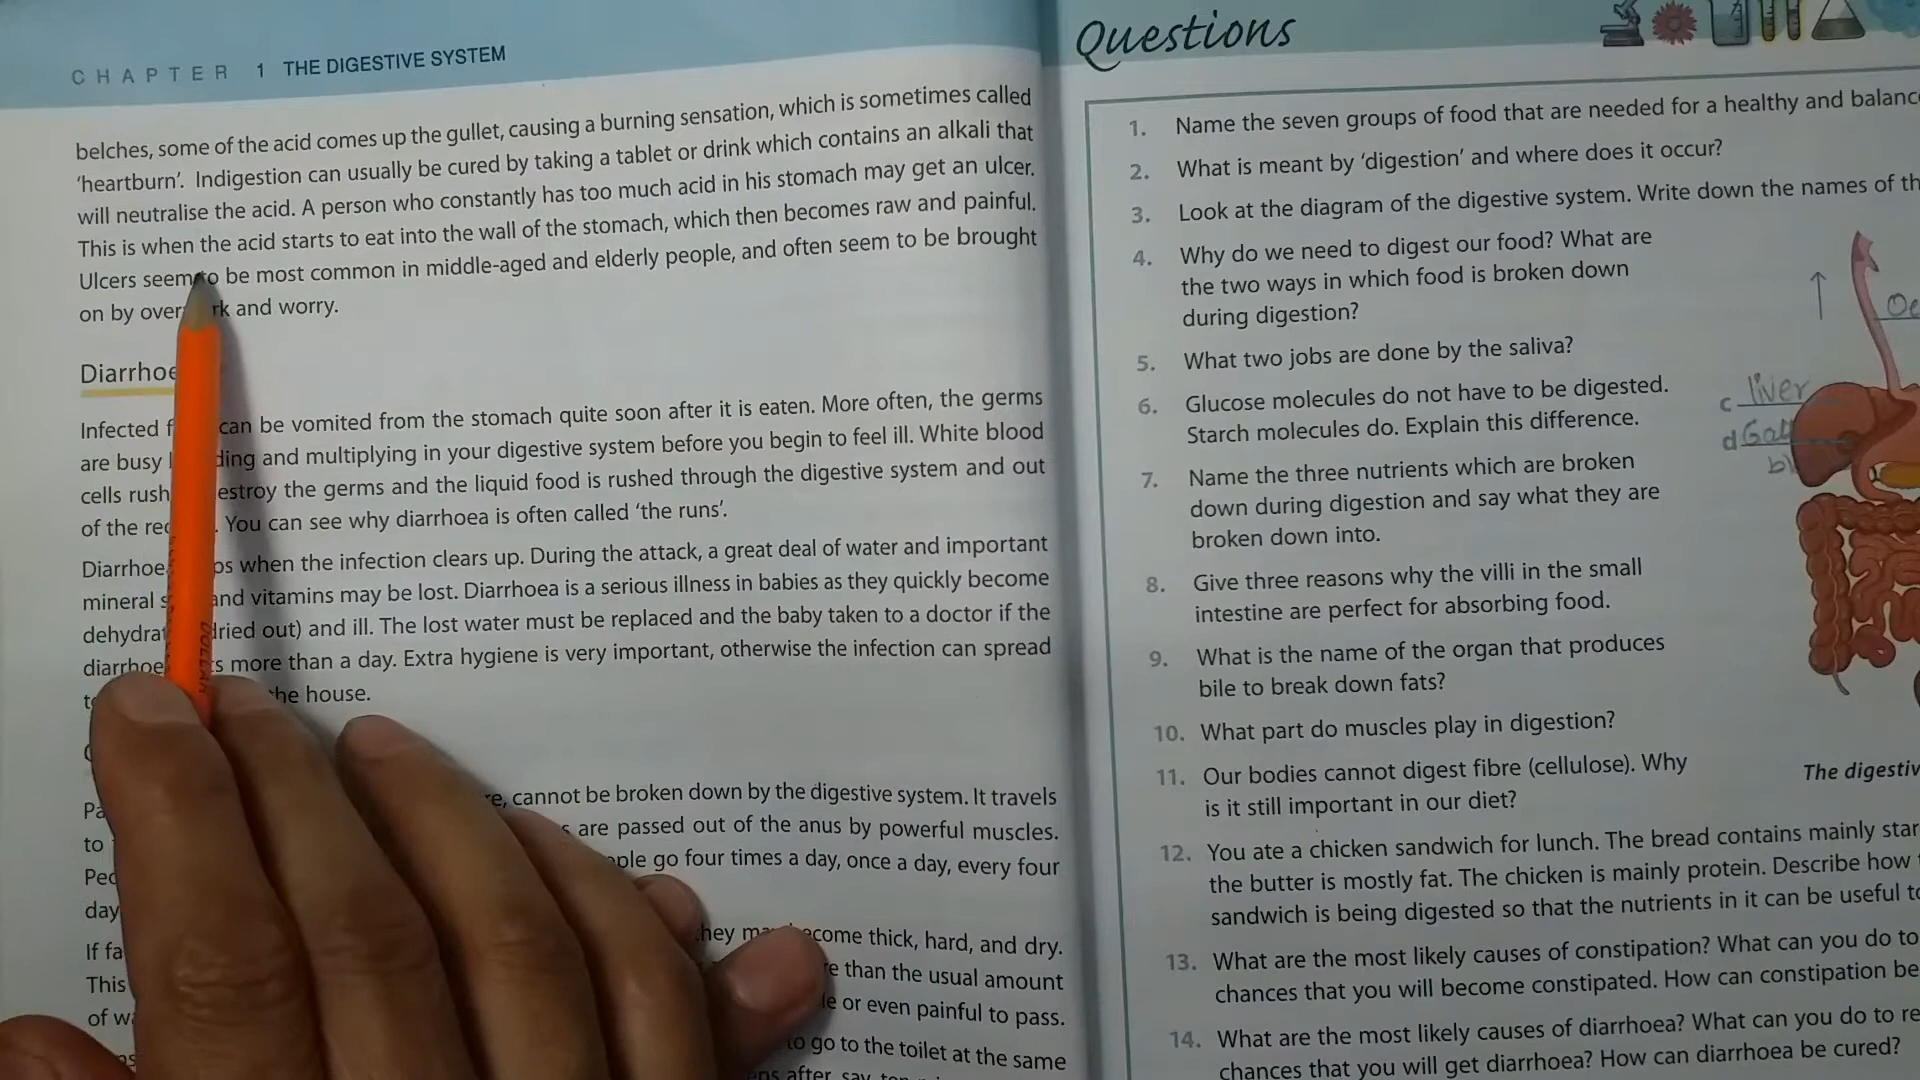 CHAPTER 1 THE DIGESTIVE SYSTEM
belches, some of the acid comes up the gullet, causing a burning sensation, which is sometimes called
‘heartburn’. Indigestion can usually be cured by taking a tablet or drink which contains an alkali that
will neutralise the acid. A person who constantly has too much acid in his stomach may get an ulcer.
This is when the acid starts to eat into the wall of the stomach, which then becomes raw and painful.
Ulcers seem to be most common in middle-aged and elderly people, and often seem to be brought
on by over rk and worry.
Diarrhoe
Infected f can be vomited from the stomach quite soon after it is eaten. More often, the germs
are busy ding and multiplying in your digestive system before you begin to feel ill. White blood
cells rush estroy the germs and the liquid food is rushed through the digestive system and out
of the rec . You can see why diarrhoea is often called ‘the runs’.
Diarrhoe ps when the infection clears up. During the attack, a great deal of water and important
mineral s and vitamins may be lost. Diarrhoea is a serious illness in babies as they quickly become
dehydrat dried out) and ill. The lost water must be replaced and the baby taken to a doctor if the
diarrhoe s more than a day. Extra hygiene is very important, otherwise the infection can spread
he house.
Pa e, cannot be broken down by the digestive system. It travels
to s are passed out of the anus by powerful muscles.
Peo ple go four times a day, once a day, every four
day
If fa they may become thick, hard, and dry.
This re than the usual amount
of wa le or even painful to pass.
to go to the toilet at the same
after, say
DOLLAR
Questions
1. Name the seven groups of food that are needed for a healthy and balanc
2. What is meant by ‘digestion’ and where does it occur?
3. Look at the diagram of the digestive system. Write down the names of th
4. Why do we need to digest our food? What are
the two ways in which food is broken down
during digestion?
5. What two jobs are done by the saliva?
6. Glucose molecules do not have to be digested.
Starch molecules do. Explain this difference.
7. Name the three nutrients which are broken
down during digestion and say what they are
broken down into.
8. Give three reasons why the villi in the small
intestine are perfect for absorbing food.
9. What is the name of the organ that produces
bile to break down fats?
10. What part do muscles play in digestion?
11. Our bodies cannot digest fibre (cellulose). Why
is it still important in our diet?
12. You ate a chicken sandwich for lunch. The bread contains mainly star
the butter is mostly fat. The chicken is mainly protein. Describe how
sandwich is being digested so that the nutrients in it can be useful to
13. What are the most likely causes of constipation? What can you do to
chances that you will become constipated. How can constipation be
14. What are the most likely causes of diarrhoea? What can you do to re
chances that you will get diarrhoea? How can diarrhoea be cured?
Oe
c liver
d Gall
bl
The digestiv